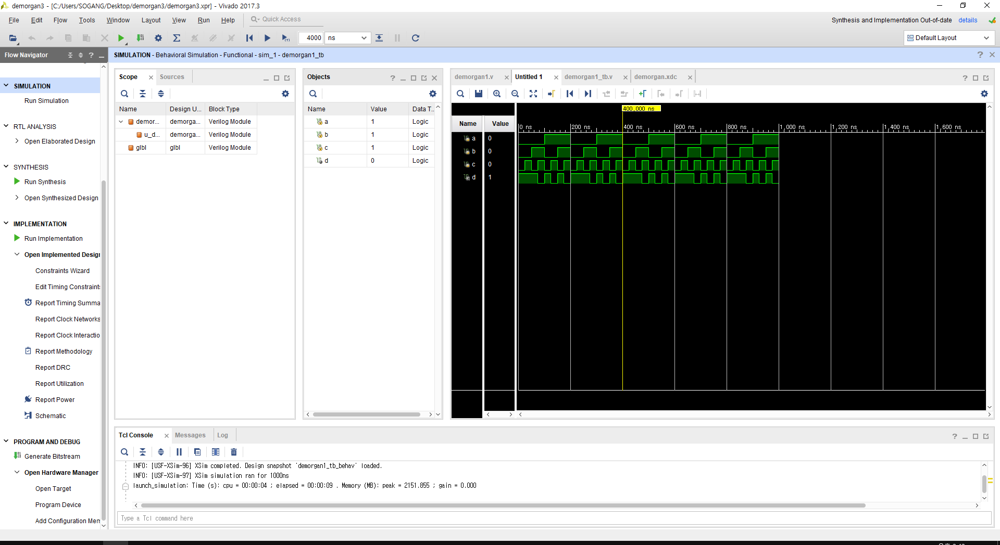 demorgan3 - [C:/Users/SOGANG/Desktop/demorgan3/demorgan3.xpr] - Vivado 2017.3
File Edit Flow Tools Window Layout View Run Help Quick Access
Synthesis and Implementation Out-of-date details
4000 ns
Default Layout
Flow Navigator
SIMULATION
Run Simulation
RTL ANALYSIS
Open Elaborated Design
SYNTHESIS
Run Synthesis
Open Synthesized Design
IMPLEMENTATION
Run Implementation
Open Implemented Desigr
Constraints Wizard
Edit Timing Constraints
Report Timing Summa
Report Clock Networks
Report Clock Interactio
Report Methodology
Report DRC
Report Utilization
Report Power
Schematic
PROGRAM AND DEBUG
Generate Bitstream
Open Hardware Manager
Open Target
Program Device
Add Configuration Mem
SIMULATION - Behavioral Simulation - Functional - sim_1 - demorgan1_tb
Scope Sources
Name Design U... Block Type
demor... demorga... Verilog Module
u_d... demorga... Verilog Module
glbl glbl Verilog Module
Objects
Name Value Data T...
a 1 Logic
b 1 Logic
c 1 Logic
d 0 Logic
demorgan1.v Untitled 1 demorgan1_tb.v demorgan.xdc
400,000 ns
Name Value
0 ns 200 ns 400 ns 600 ns 800 ns 1,000 ns 1,200 ns 1,400 ns 1,600 ns
a 0
b 0
c 0
d 1
Tcl Console Messages Log
INFO: [USF-XSim-96] XSim completed. Design snapshot 'demorgan1_tb_behav' loaded.
INFO: [USF-XSim-97] XSim simulation ran for 1000ns
launch_simulation: Time (s): cpu = 00:00:04 ; elapsed = 00:00:09 . Memory (MB): peak = 2151.855 ; gain = 0.000
Type a Tcl command here